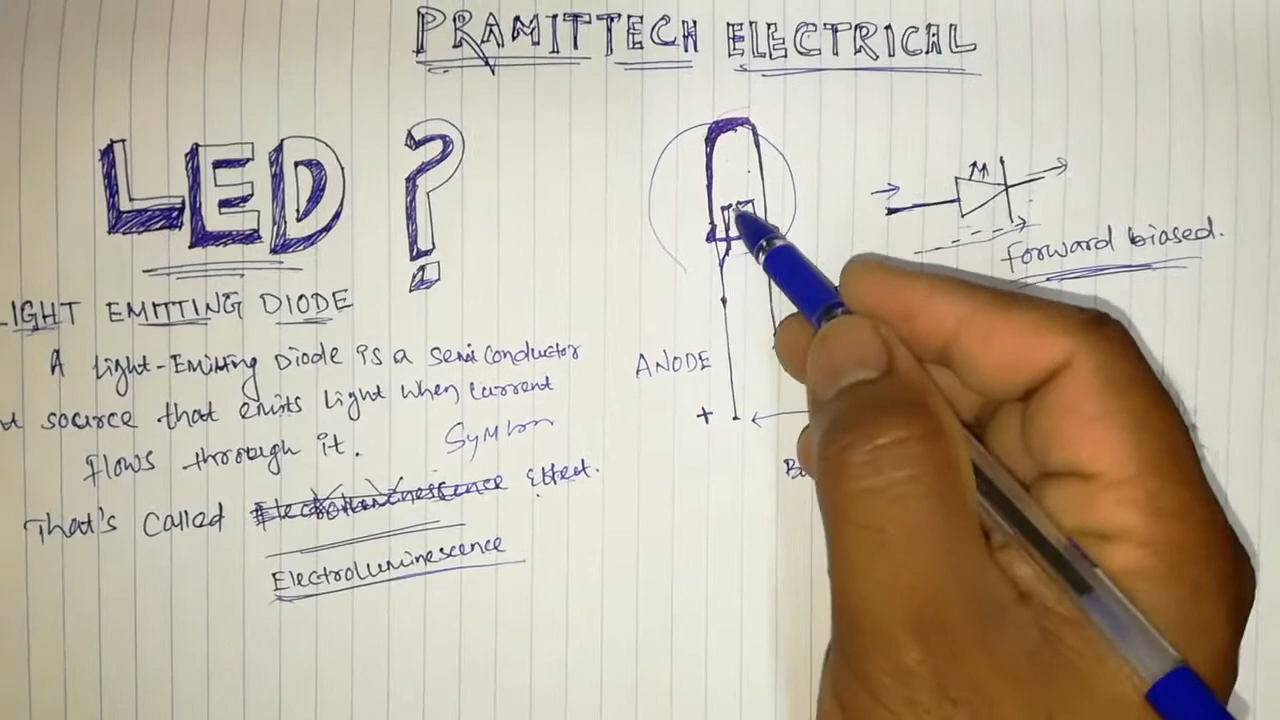 PRAMITTECH ELECTRICAL
LED ?
LIGHT EMITTING DIODE
A Light-Emitting Diode is a semiconductor
source that emits light when current
flows through it.
Symbol
That's called Effect.
Electroluminescence
ANODE
+
Forward biased.